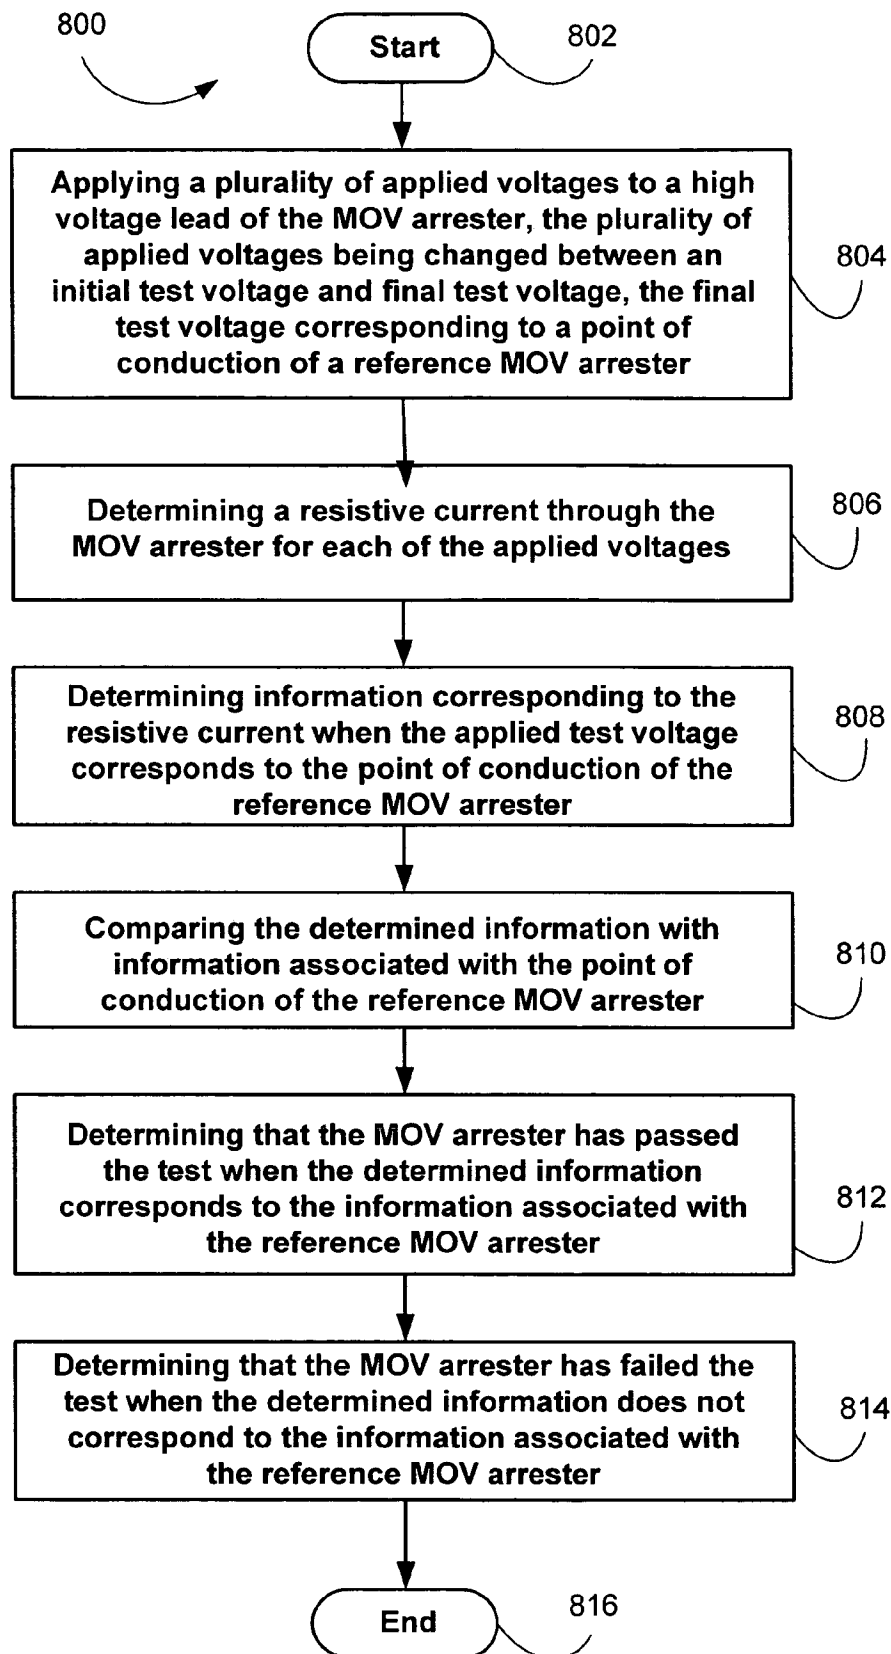 800
Start
802
Applying a plurality of applied voltages to a high
voltage lead of the MOV arrester, the plurality of
applied voltages being changed between an
initial test voltage and final test voltage, the final
test voltage corresponding to a point of
conduction of a reference MOV arrester
804
Determining a resistive current through the
MOV arrester for each of the applied voltages
806
Determining information corresponding to the
resistive current when the applied test voltage
corresponds to the point of conduction of the
reference MOV arrester
808
Comparing the determined information with
information associated with the point of
conduction of the reference MOV arrester
810
Determining that the MOV arrester has passed
the test when the determined information
corresponds to the information associated with
the reference MOV arrester
812
Determining that the MOV arrester has failed the
test when the determined information does not
correspond to the information associated with
the reference MOV arrester
814
End
816